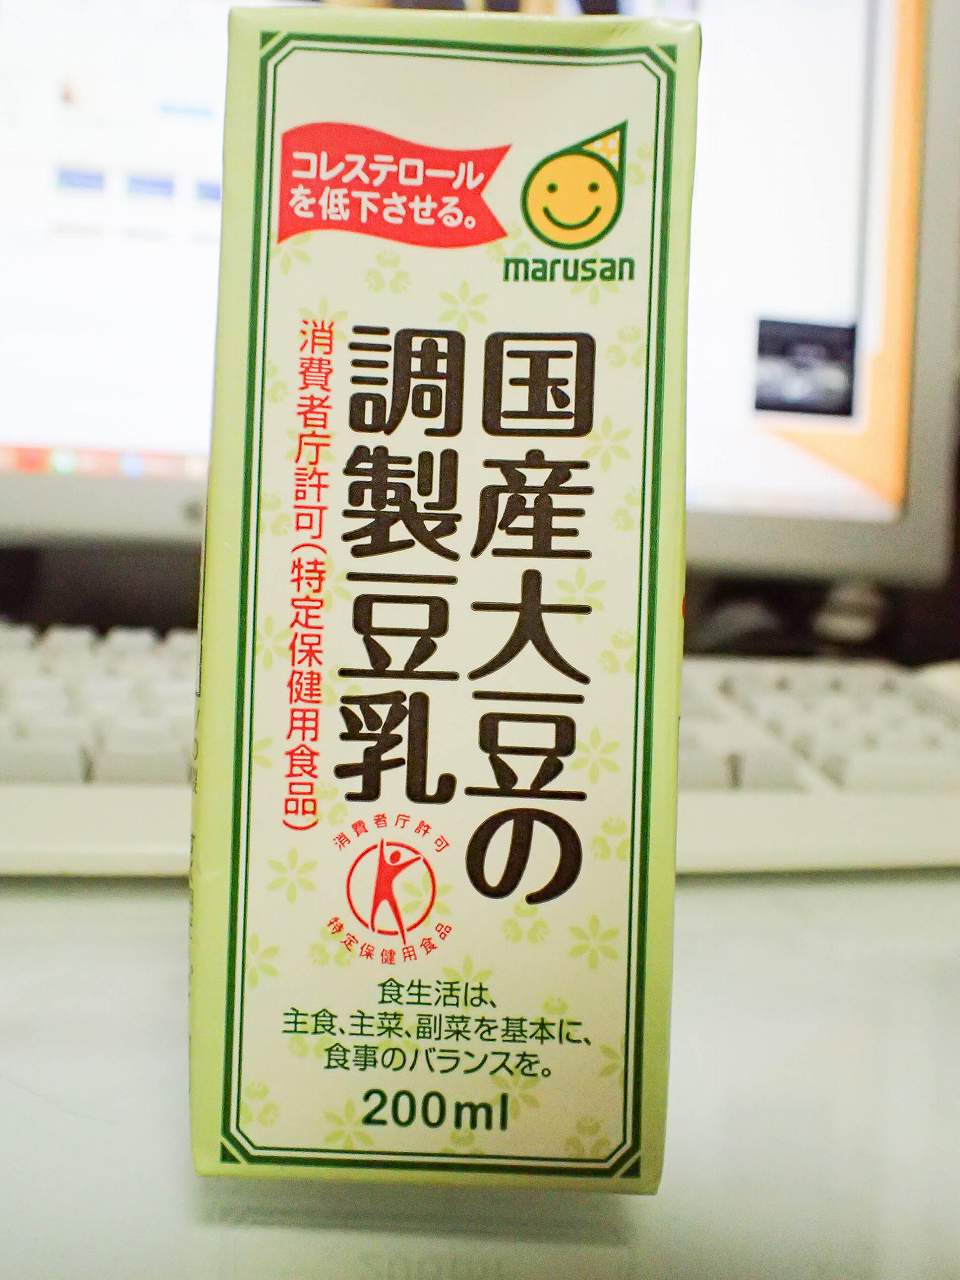 コレステロール
を低下させる。
marusan
国産大豆の
調製豆乳
消費者庁許可(特定保健用食品)
消費者庁許可
特定保健用食品
食生活は、
主食、主菜、副菜を基本に、
食事のバランスを。
200ml